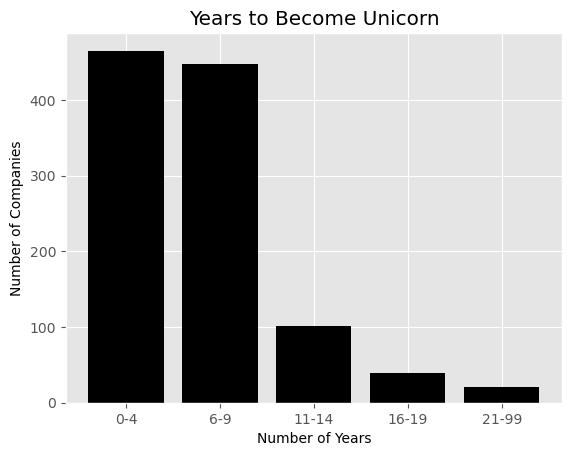 Years to Become Unicorn
Number of Companies
400
300
200
100
0
0-4 6-9 11-14 16-19 21-99
Number of Years